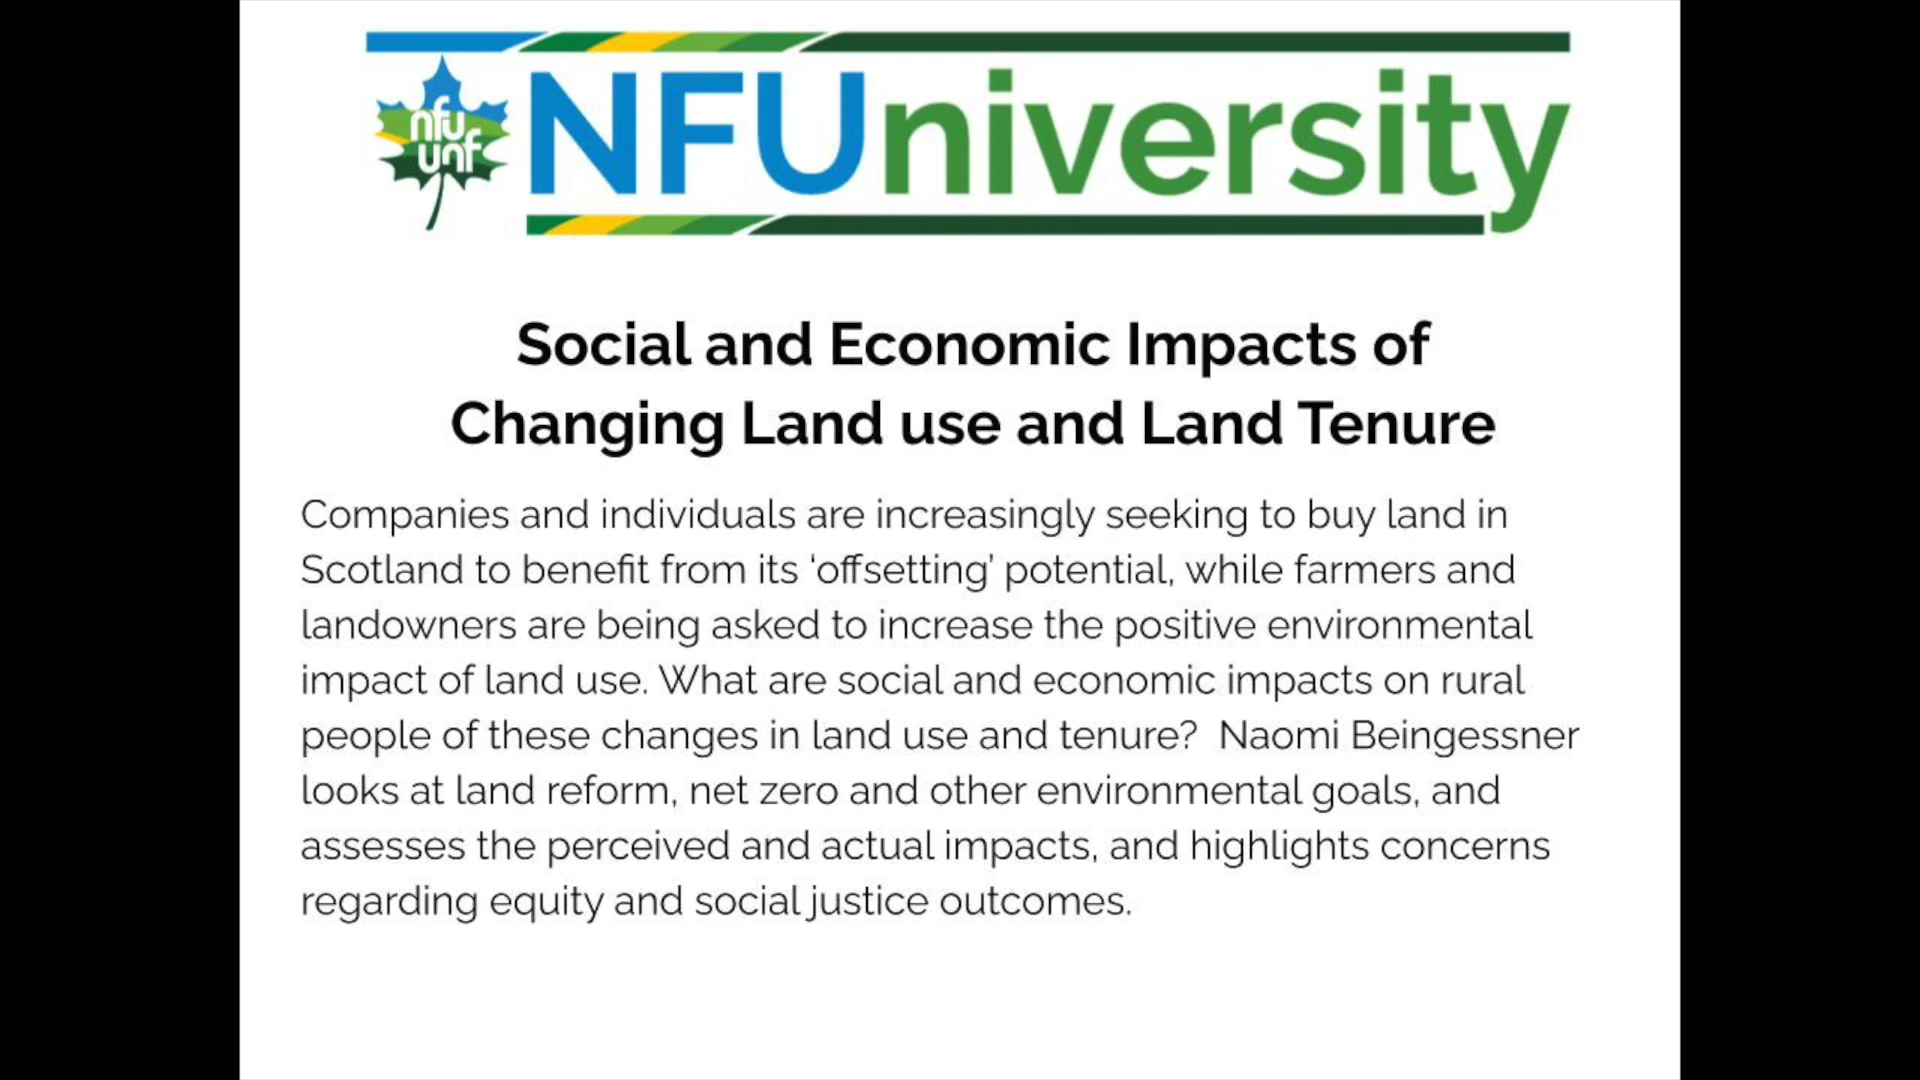 nfu
unf
NFUniversity
Social and Economic Impacts of
Changing Land use and Land Tenure
Companies and individuals are increasingly seeking to buy land in
Scotland to benefit from its ‘offsetting’ potential, while farmers and
landowners are being asked to increase the positive environmental
impact of land use. What are social and economic impacts on rural
people of these changes in land use and tenure?  Naomi Beingessner
looks at land reform, net zero and other environmental goals, and
assesses the perceived and actual impacts, and highlights concerns
regarding equity and social justice outcomes.